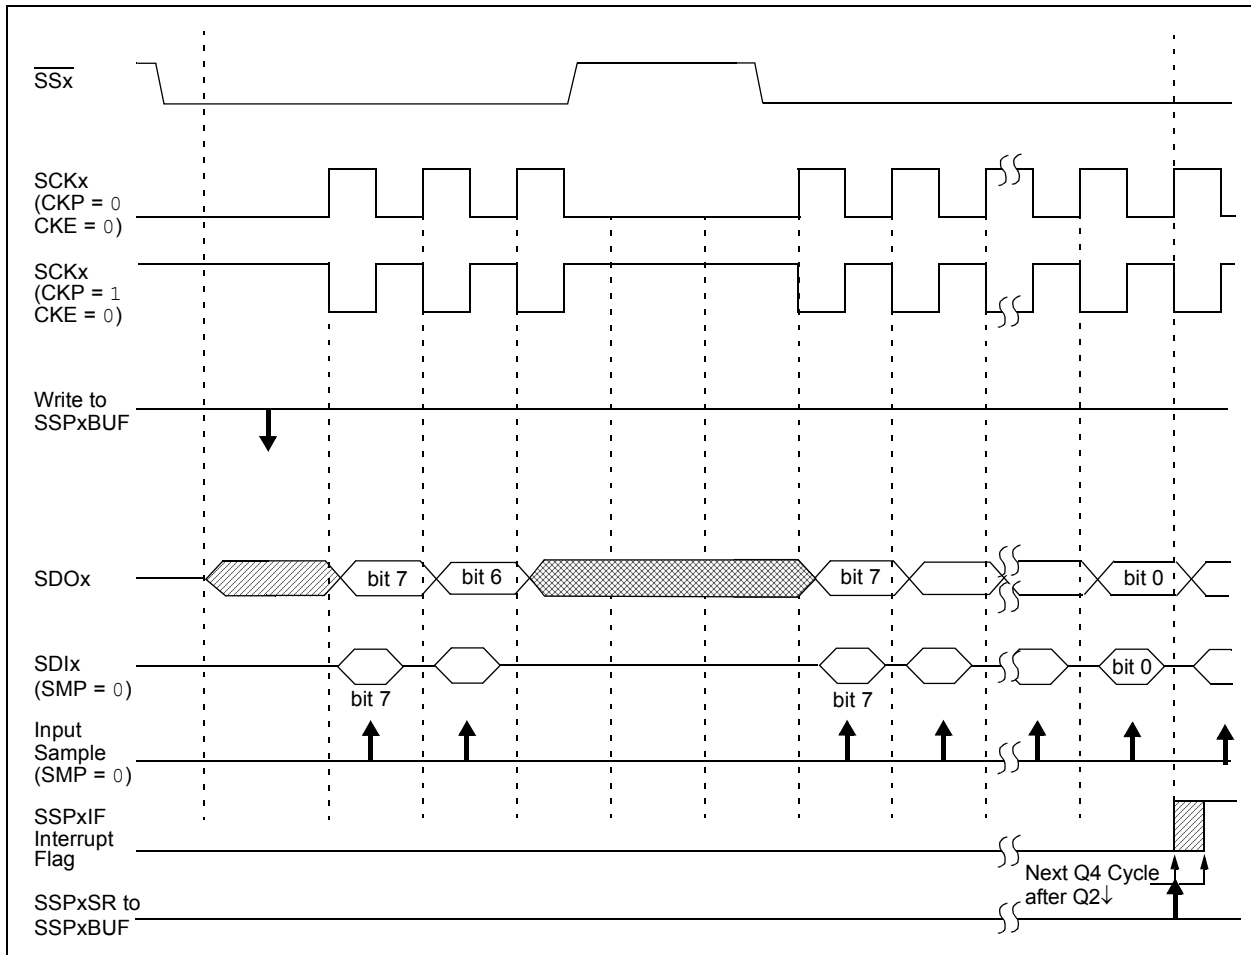 SSx
SCKx
(CKP = 0
CKE = 0)
SCKx
(CKP = 1
CKE = 0)
Write to
SSPxBUF
SDOx
bit 7
bit 6
bit 7
bit 0
SDIx
(SMP = 0)
bit 7
bit 7
bit 0
Input
Sample
(SMP = 0)
SSPxIF
Interrupt
Flag
Next Q4 Cycle
after Q2↓
SSPxSR to
SSPxBUF